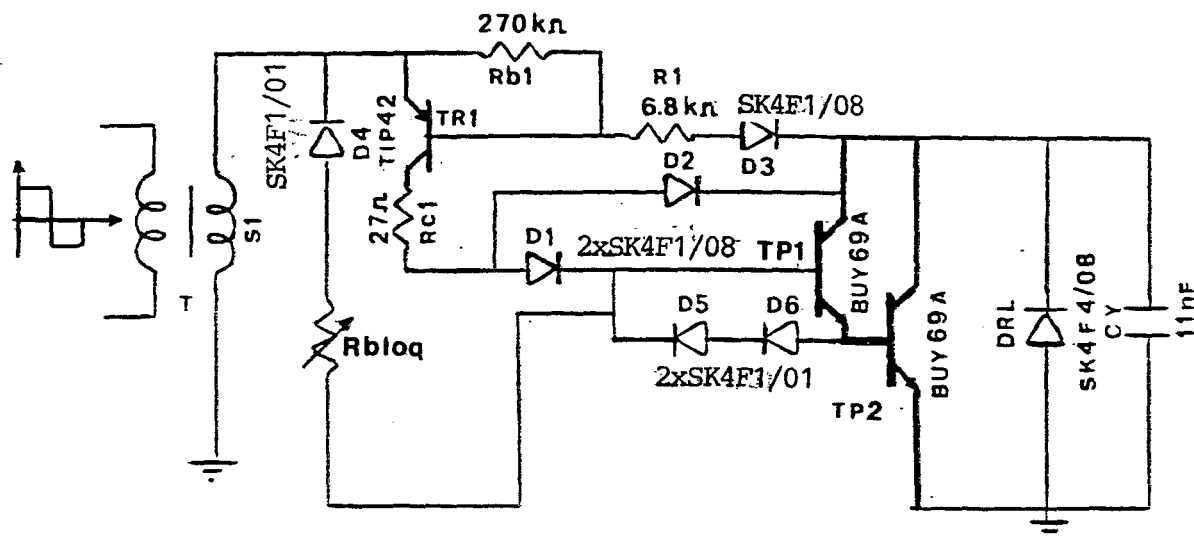 270kΩ
Rb1
R1
6.8kΩ
SK4F1/08
D3
SK4F1/01
D4
TIP42
TR1
D2
27Ω
Rc1
D1
2xSK4F1/08
TP1
BUY69A
S1
T
D5
D6
2xSK4F1/01
Rbloq
BUY69A
TP2
DRL
SK4F4/08
CY
11nF